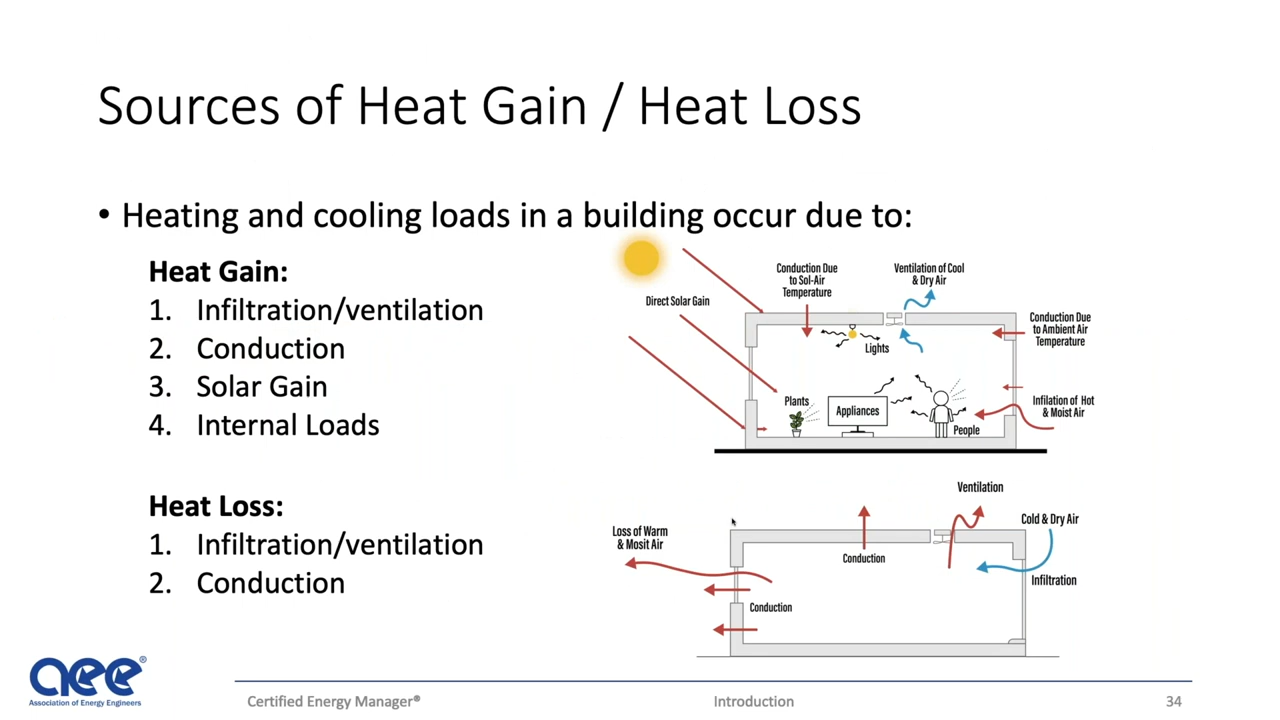 Sources of Heat Gain / Heat Loss
• Heating and cooling loads in a building occur due to:
Heat Gain:
1. Infiltration/ventilation
2. Conduction
3. Solar Gain
4. Internal Loads
Heat Loss:
1. Infiltration/ventilation
2. Conduction
Direct Solar Gain
Conduction Due
to Sol-Air
Temperature
Ventilation of Cool
& Dry Air
Conduction Due
to Ambient Air
Temperature
Lights
Plants
Appliances
People
Infilation of Hot
& Moist Air
Loss of Warm
& Mosit Air
Conduction
Conduction
Ventilation
Cold & Dry Air
Infiltration
aee®
Association of Energy Engineers
Certified Energy Manager®
Introduction
34